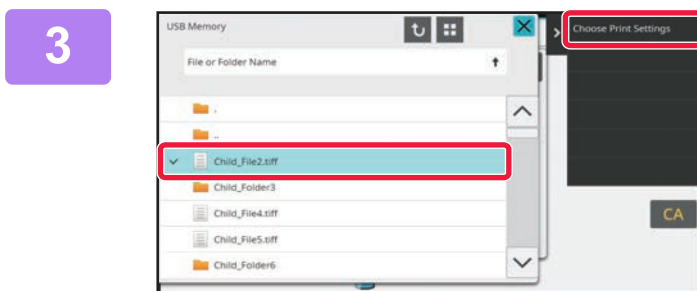 3
USB Memory
Choose Print Settings
File or Folder Name
.
..
Child_File2.tiff
Child_Folder3
Child_File4.tiff
Child_File5.tiff
Child_Folder6
CA